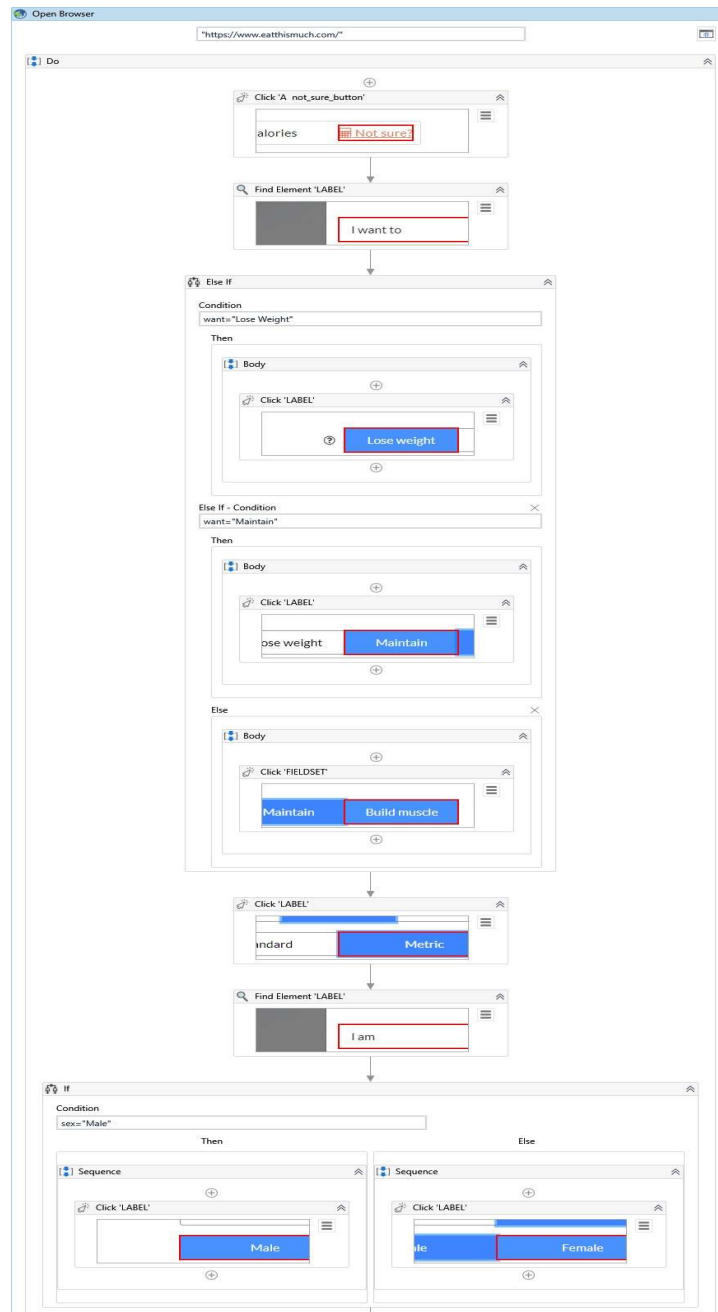 Open Browser
"https://www.eatthismuch.com/"
Do
Click 'A not_sure_button'
alories Not sure?
Find Element 'LABEL'
I want to
Else If
Condition
want="Lose Weight"
Then
Body
Click 'LABEL'
Lose weight
Else If - Condition
want="Maintain"
Then
Body
Click 'LABEL'
ose weight Maintain
Else
Body
Click 'FIELDSET'
Maintain Build muscle
Click 'LABEL'
andard Metric
Find Element 'LABEL'
I am
If
Condition
sex="Male"
Then Else
Sequence Sequence
Click 'LABEL' Click 'LABEL'
Male ale Female